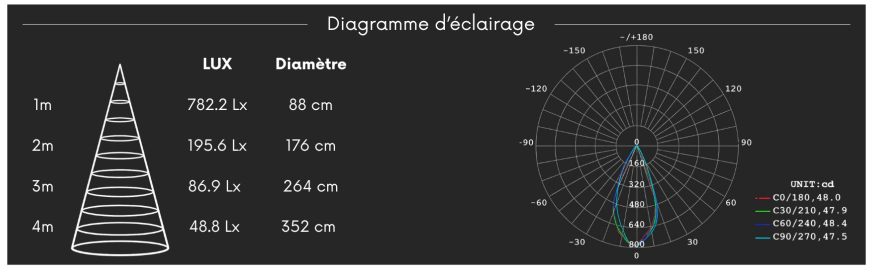 Diagramme d'éclairage
LUX Diamètre
1m 782.2 Lx 88 cm
2m 195.6 Lx 176 cm
3m 86.9 Lx 264 cm
4m 48.8 Lx 352 cm
-/+180
-150 150
-120 120
-90 0 90
160
320
480
-60 60
640
-30 800 30
0
UNIT:cd
C0/180,48.0
C30/210,47.9
C60/240,48.4
C90/270,47.5